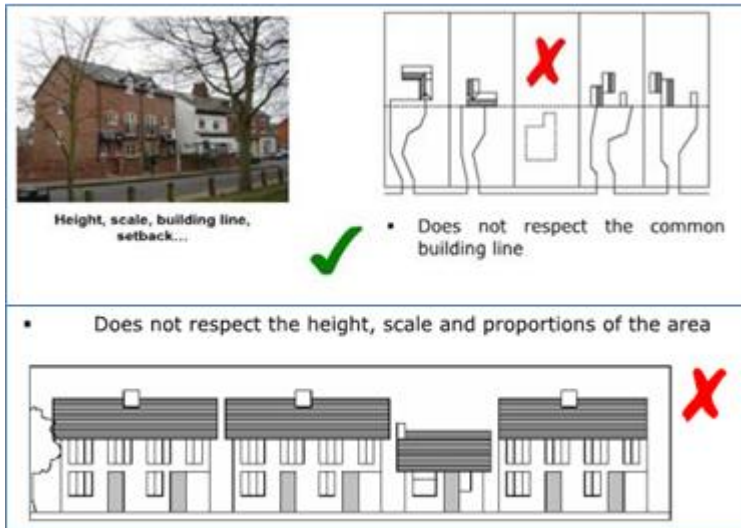 Height, scale, building line,
setback...
▪ Does not respect the common
building line
▪ Does not respect the height, scale and proportions of the area